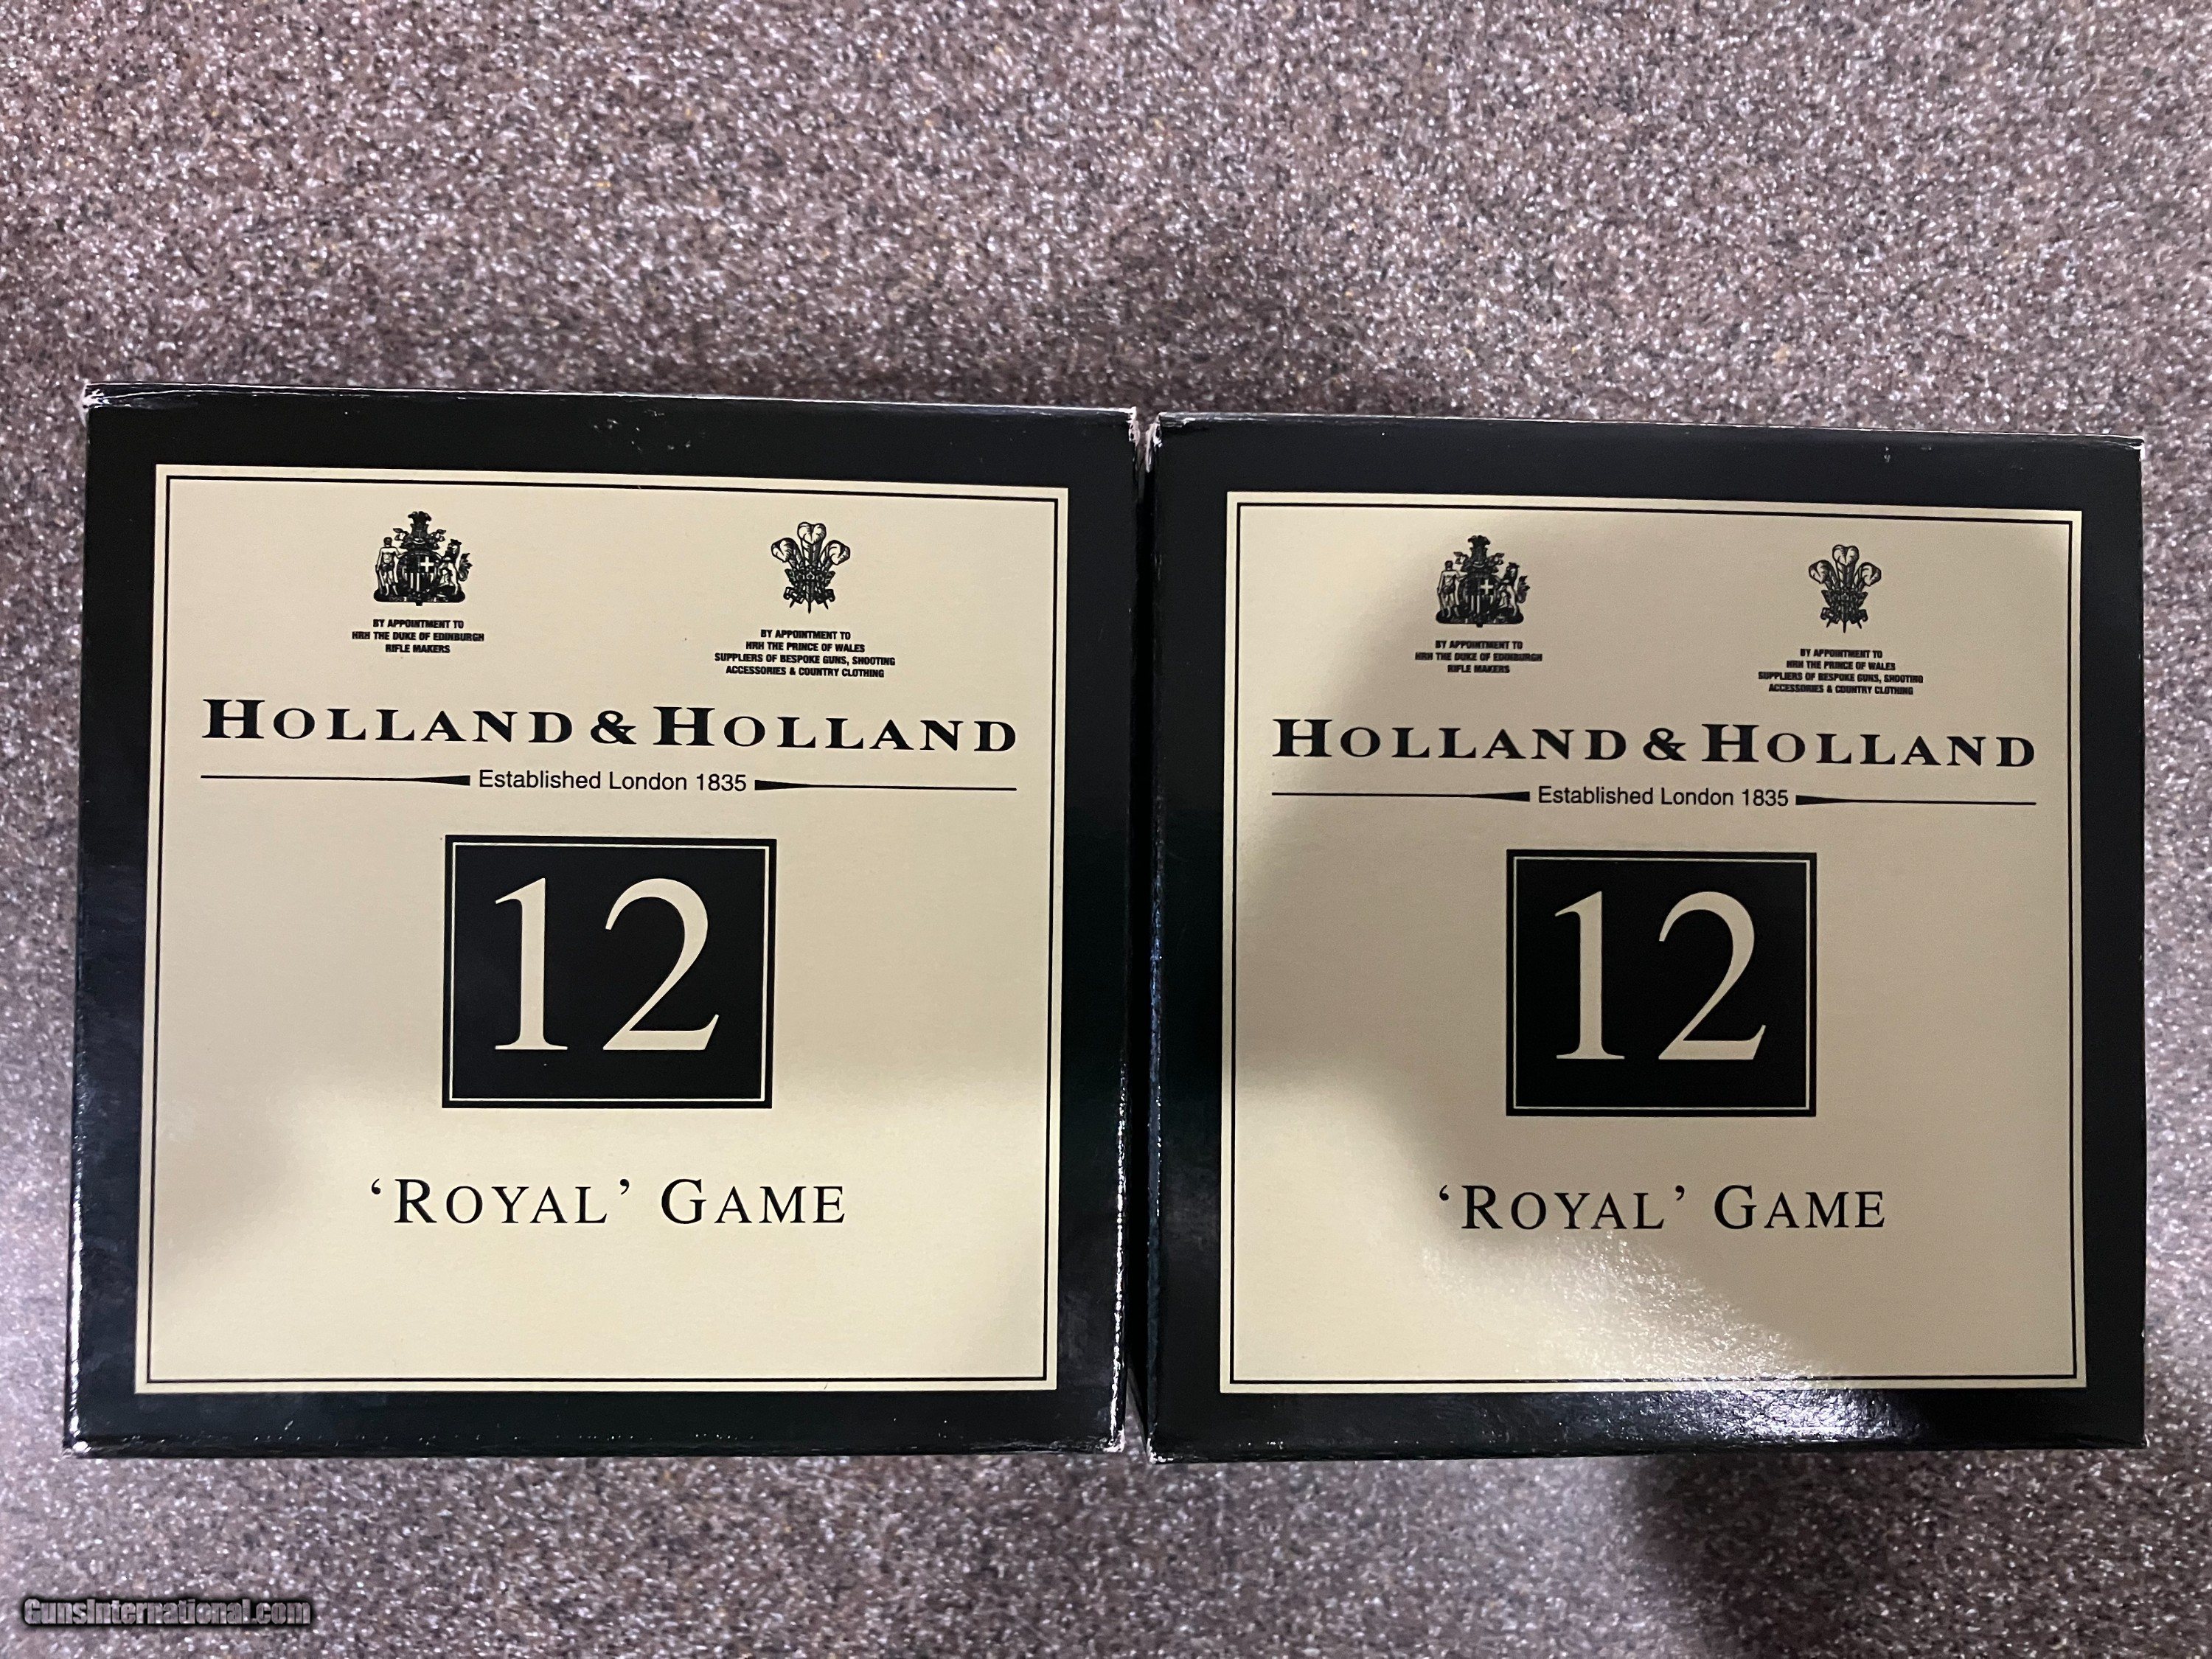 BY APPOINTMENT TO
HRH THE DUKE OF EDINBURGH
RIFLE MAKERS
BY APPOINTMENT TO
HRH THE PRINCE OF WALES
SUPPLIERS OF BESPOKE GUNS, SHOOTING
ACCESSORIES & COUNTRY CLOTHING
HOLLAND & HOLLAND
Established London 1835
12
‘ROYAL’ GAME
BY APPOINTMENT TO
HRH THE DUKE OF EDINBURGH
RIFLE MAKERS
BY APPOINTMENT TO
HRH THE PRINCE OF WALES
SUPPLIERS OF BESPOKE GUNS, SHOOTING
ACCESSORIES & COUNTRY CLOTHING
HOLLAND & HOLLAND
Established London 1835
12
‘ROYAL’ GAME
GunsInternational.com